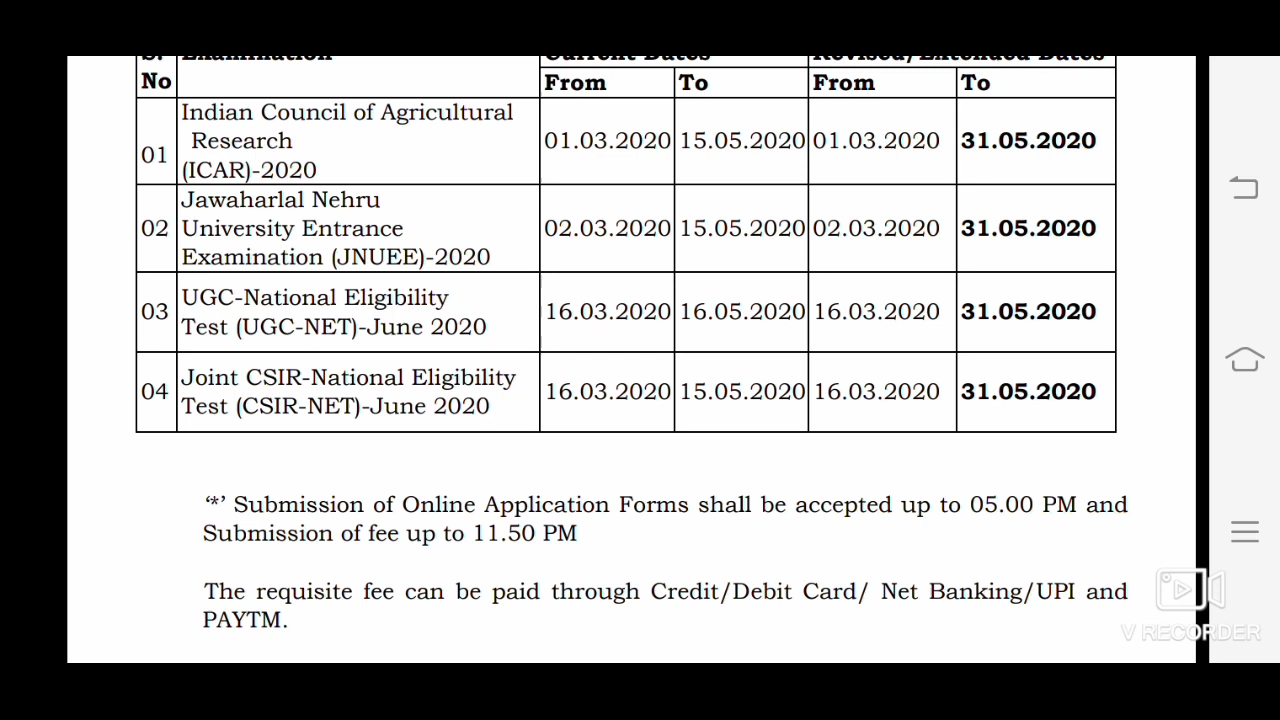 S. Examination Current Dates Revised/Extended Dates
No From To From To
Indian Council of Agricultural
Research
(ICAR)-2020
01 01.03.2020 15.05.2020 01.03.2020 31.05.2020
Jawaharlal Nehru
University Entrance
Examination (JNUEE)-2020
02 02.03.2020 15.05.2020 02.03.2020 31.05.2020
UGC-National Eligibility
Test (UGC-NET)-June 2020
03 16.03.2020 16.05.2020 16.03.2020 31.05.2020
Joint CSIR-National Eligibility
Test (CSIR-NET)-June 2020
04 16.03.2020 15.05.2020 16.03.2020 31.05.2020
‘*’ Submission of Online Application Forms shall be accepted up to 05.00 PM and
Submission of fee up to 11.50 PM
The requisite fee can be paid through Credit/Debit Card/ Net Banking/UPI and
PAYTM.
V RECORDER